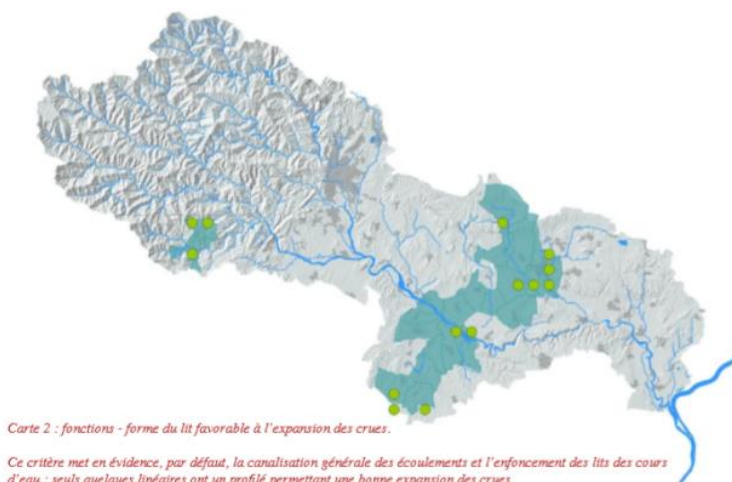 Carte 2 : fonctions - forme du lit favorable à l'expansion des crues.
Ce critère met en évidence, par défaut, la canalisation générale des écoulements et l'enfoncement des lits des cours
d'eau : seuls quelques linéaires ont un profilé permettant une bonne expansion des crues